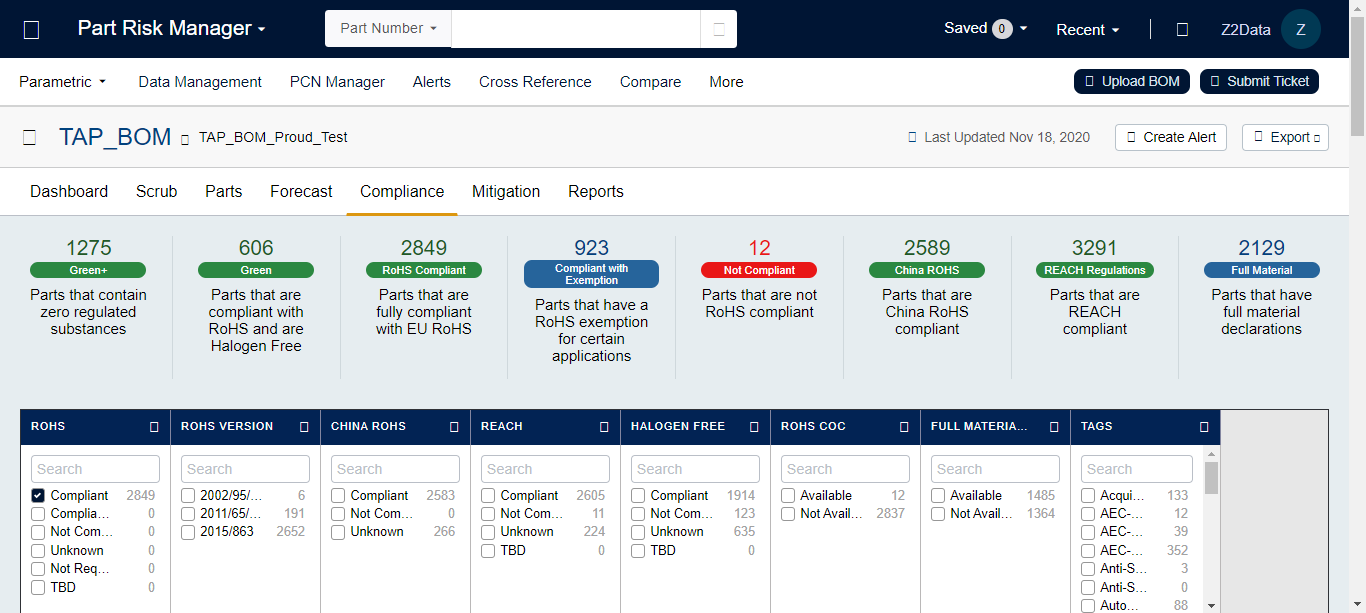 Part Risk Manager
Part Number
Saved 0
Recent
Z2Data
Z
Parametric
Data Management
PCN Manager
Alerts
Cross Reference
Compare
More
Upload BOM
Submit Ticket
TAP_BOM
TAP_BOM_Proud_Test
Last Updated Nov 18, 2020
Create Alert
Export
Dashboard
Scrub
Parts
Forecast
Compliance
Mitigation
Reports
1275
Green+
Parts that contain
zero regulated
substances
606
Green
Parts that are
compliant with
RoHS and are
Halogen Free
2849
RoHS Compliant
Parts that are
fully compliant
with EU RoHS
923
Compliant with
Exemption
Parts that have a
RoHS exemption
for certain
applications
12
Not Compliant
Parts that are not
RoHS compliant
2589
China ROHS
Parts that are
China RoHS
compliant
3291
REACH Regulations
Parts that are
REACH
compliant
2129
Full Material
Parts that have
full material
declarations
ROHS
Search
Compliant 2849
Complia... 0
Not Com... 0
Unknown 0
Not Req... 0
TBD 0
ROHS VERSION
Search
2002/95/... 6
2011/65/... 191
2015/863 2652
CHINA ROHS
Search
Compliant 2583
Not Com... 0
Unknown 266
REACH
Search
Compliant 2605
Not Com... 11
Unknown 224
TBD 0
HALOGEN FREE
Search
Compliant 1914
Not Com... 123
Unknown 635
TBD 0
ROHS COC
Search
Available 12
Not Avail... 2837
FULL MATERIA...
Search
Available 1485
Not Avail... 1364
TAGS
Search
Acqui... 133
AEC-... 12
AEC-... 39
AEC-... 352
Anti-S... 3
Anti-S... 0
Auto... 88